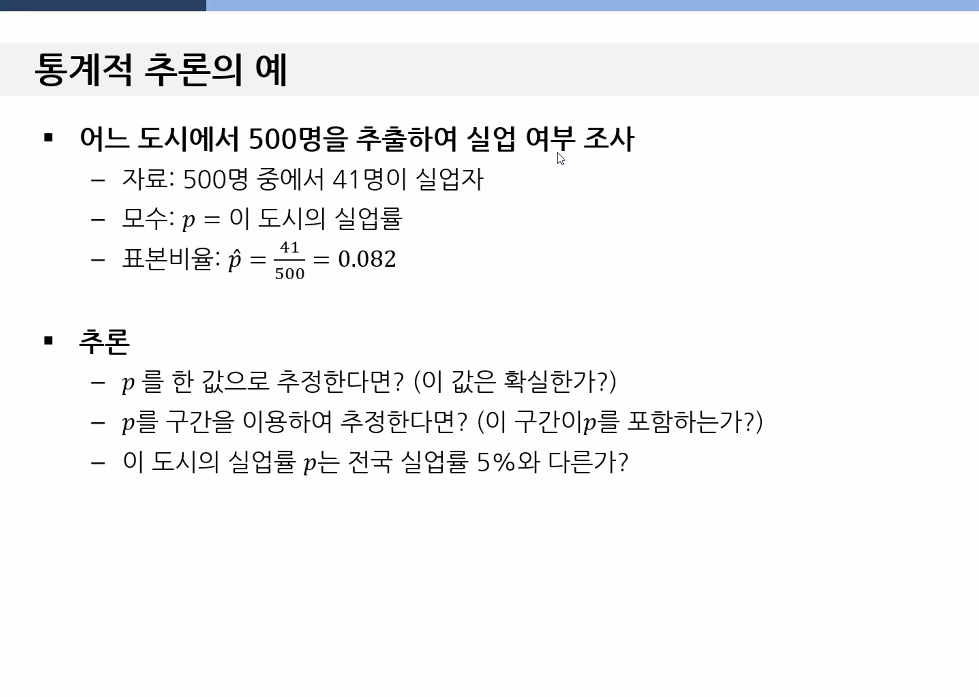 통계적 추론의 예
▪ 어느 도시에서 500명을 추출하여 실업 여부 조사
– 자료: 500명 중에서 41명이 실업자
– 모수: p = 이 도시의 실업률
– 표본비율: p̂ = 41/500 = 0.082
▪ 추론
– p 를 한 값으로 추정한다면? (이 값은 확실한가?)
– p를 구간을 이용하여 추정한다면? (이 구간이p를 포함하는가?)
– 이 도시의 실업률 p는 전국 실업률 5%와 다른가?